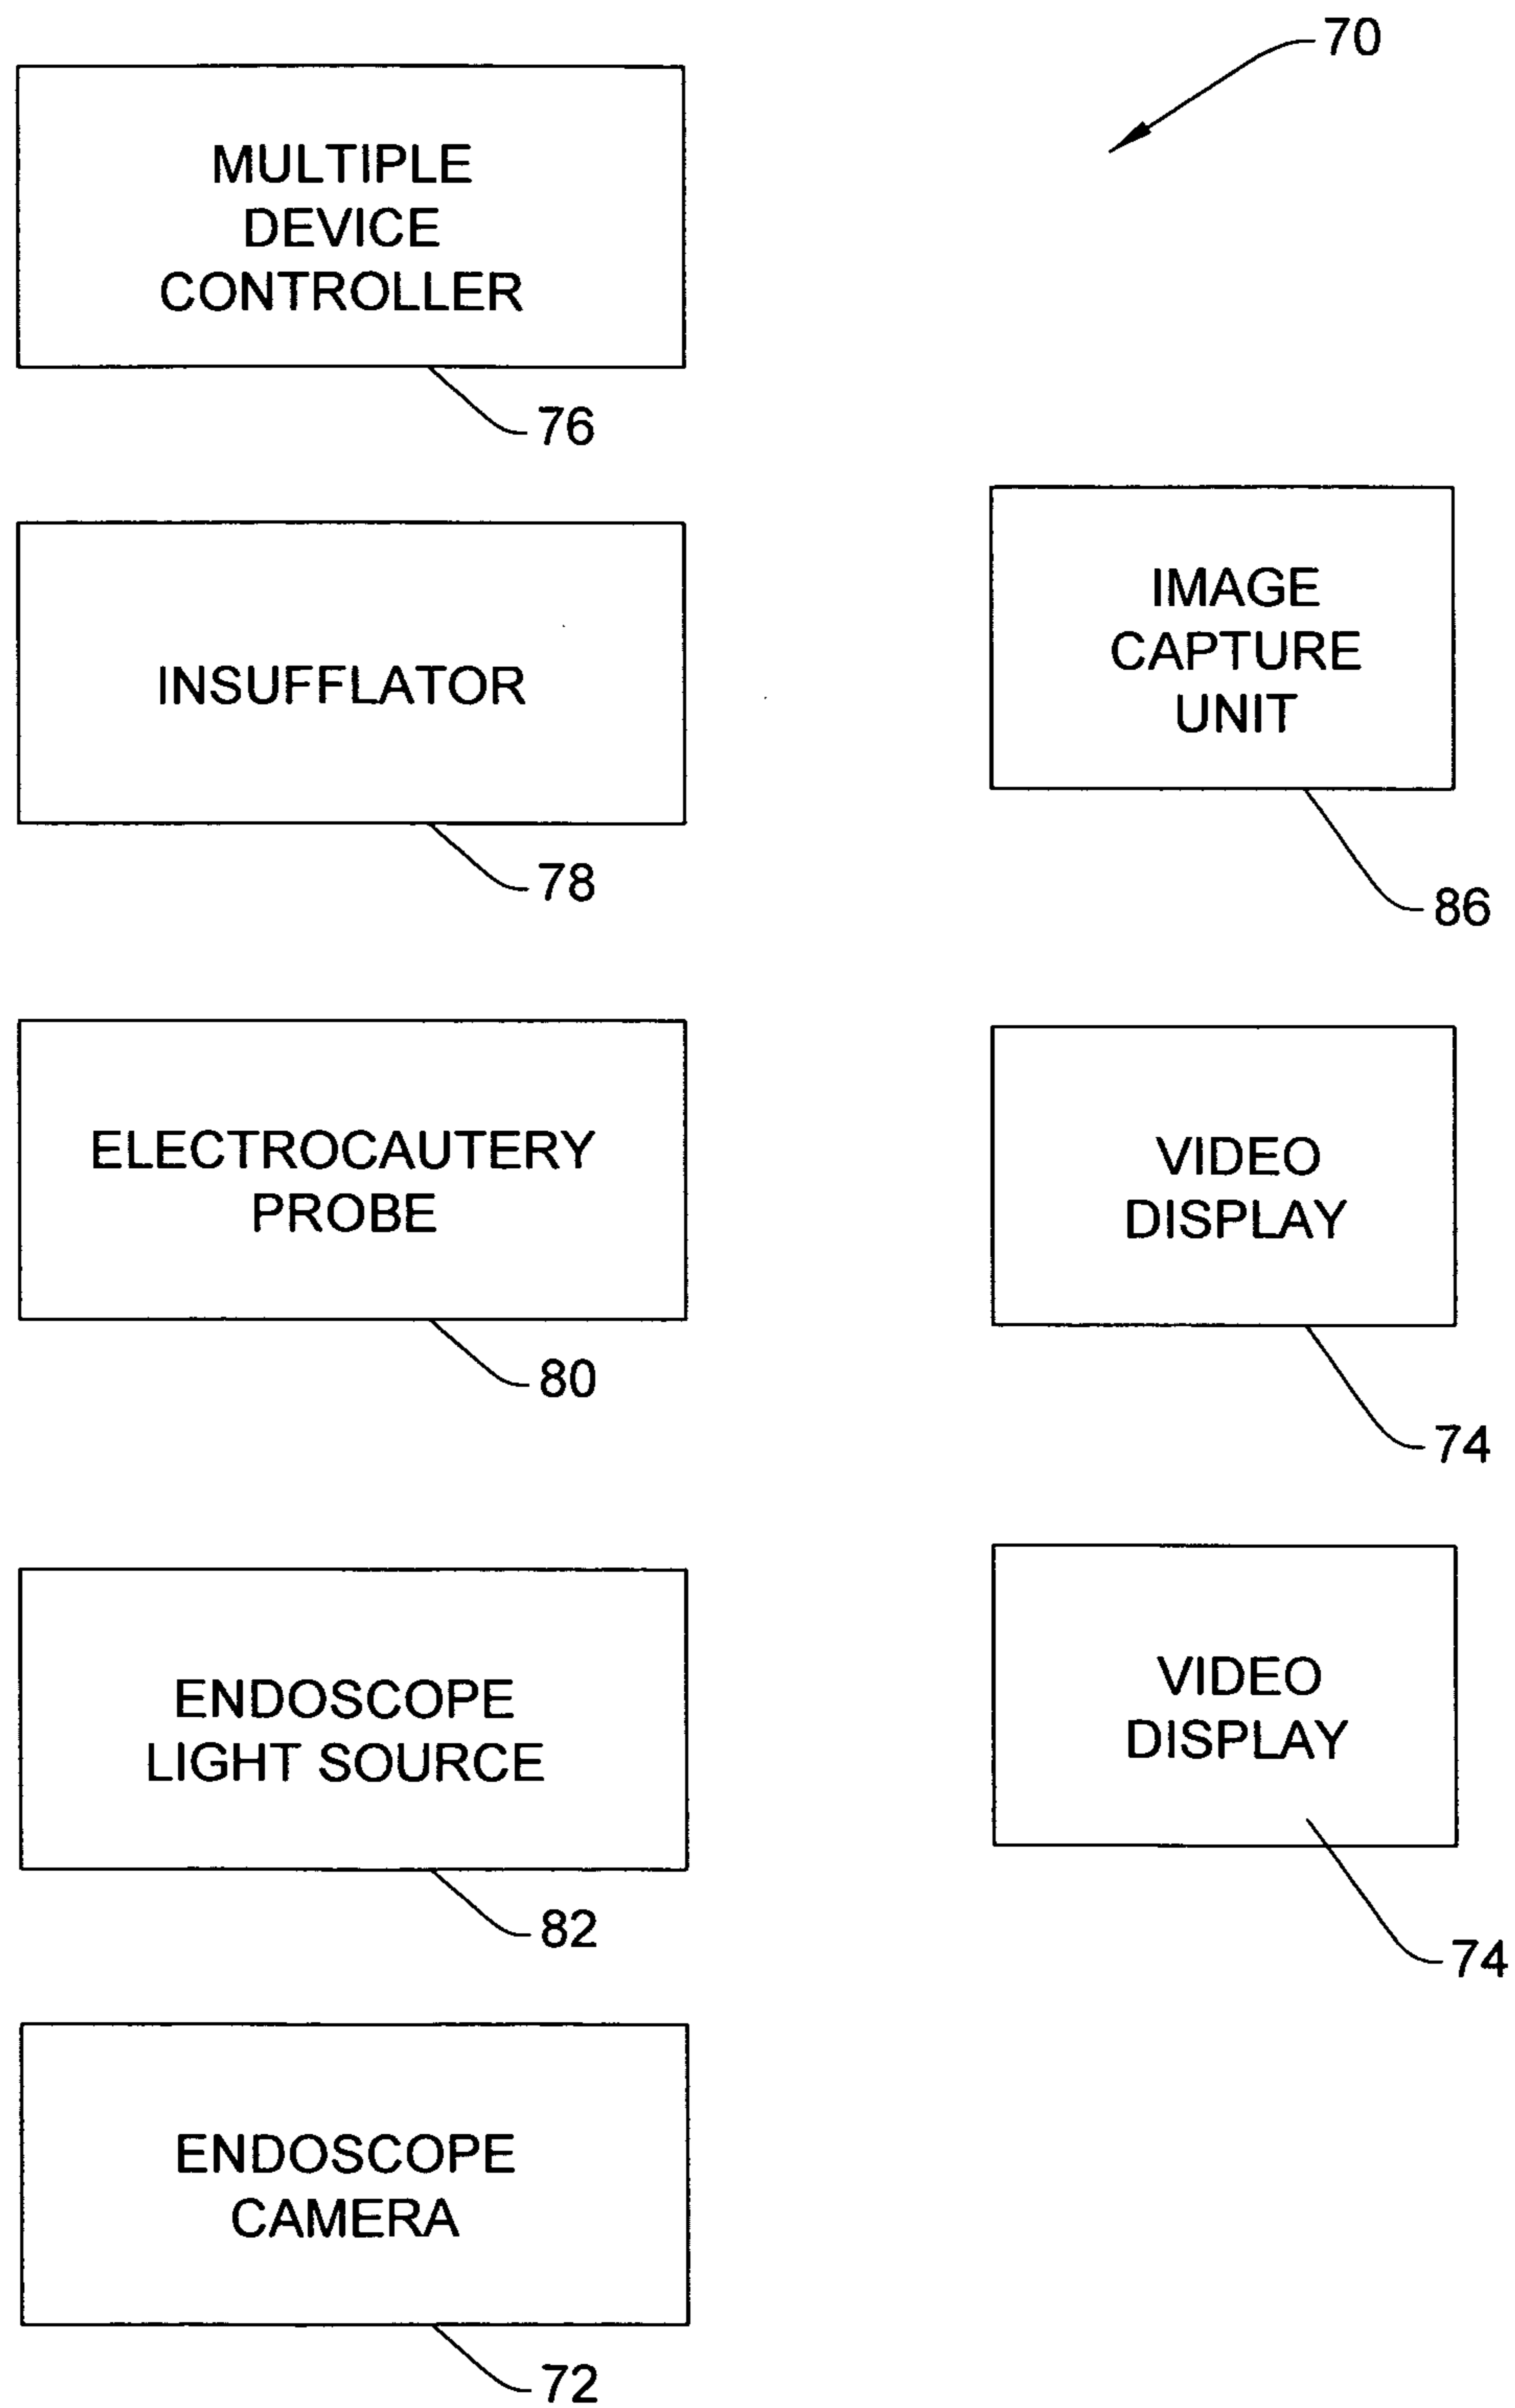 70
MULTIPLE
DEVICE
CONTROLLER
76
INSUFFLATOR
78
ELECTROCAUTERY
PROBE
80
ENDOSCOPE
LIGHT SOURCE
82
ENDOSCOPE
CAMERA
72
IMAGE
CAPTURE
UNIT
86
VIDEO
DISPLAY
74
VIDEO
DISPLAY
74